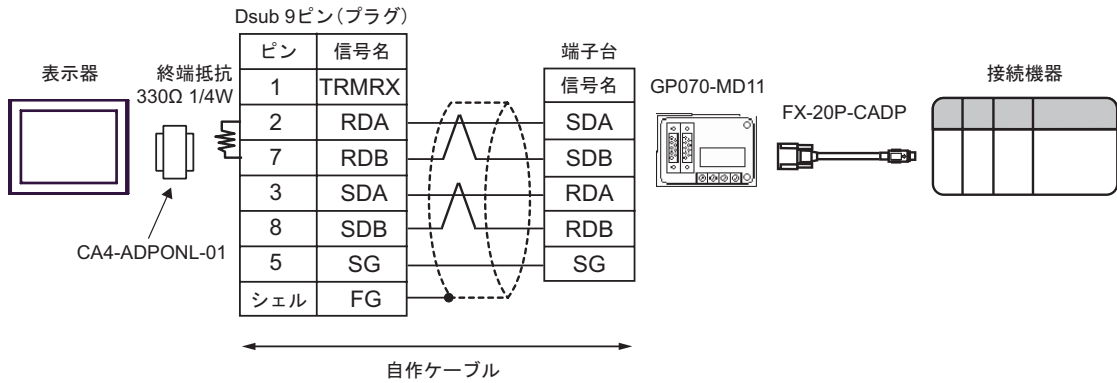 Dsub 9ピン(プラグ)
表示器
終端抵抗
330Ω 1/4W
CA4-ADPONL-01
ピン 信号名
1 TRMRX
2 RDA
7 RDB
3 SDA
8 SDB
5 SG
シェル FG
端子台
信号名
SDA
SDB
RDA
RDB
SG
GP070-MD11
FX-20P-CADP
接続機器
自作ケーブル